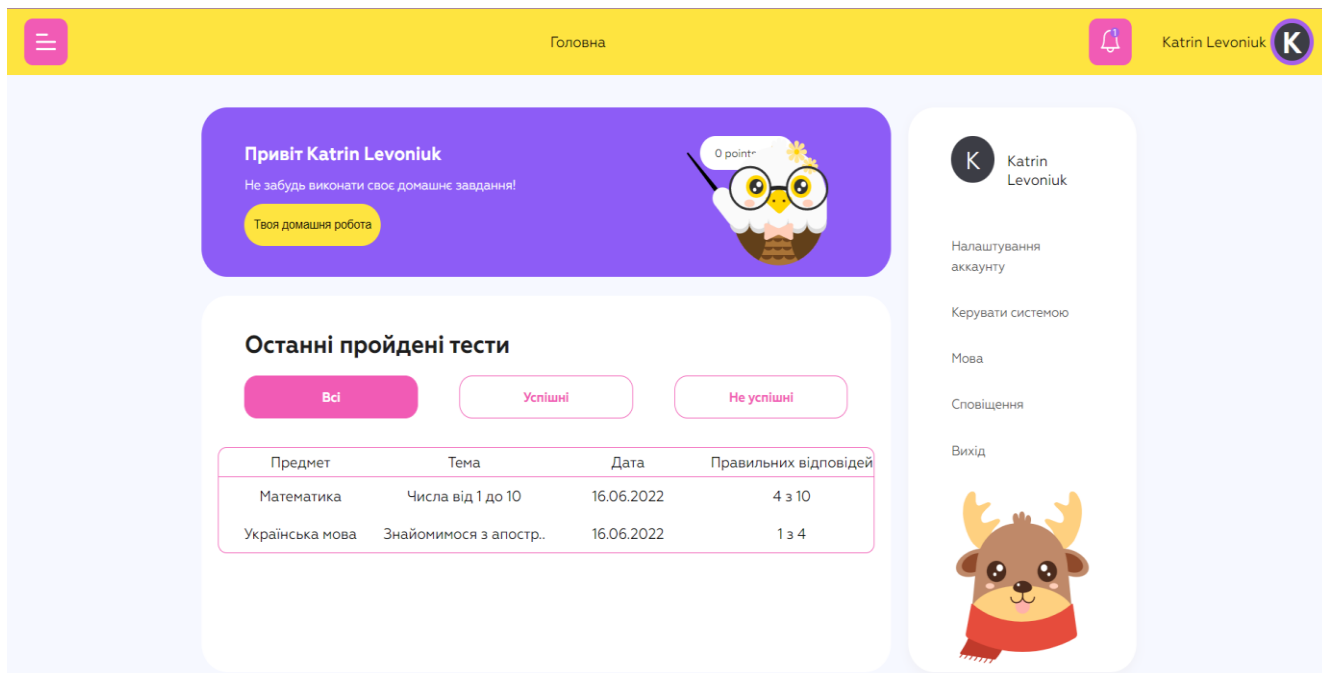 Головна
1
Katrin Levoniuk
K
Привіт Katrin Levoniuk
Не забудь виконати своє домашнє завдання!
Твоя домашня робота
0 points
K
Katrin
Levoniuk
Налаштування
аккаунту
Керувати системою
Мова
Сповіщення
Вихід
Останні пройдені тести
Всі
Успішні
Не успішні
Предмет Тема Дата Правильних відповідей
Математика Числа від 1 до 10 16.06.2022 4 з 10
Українська мова Знайомимося з апостр.. 16.06.2022 1 з 4